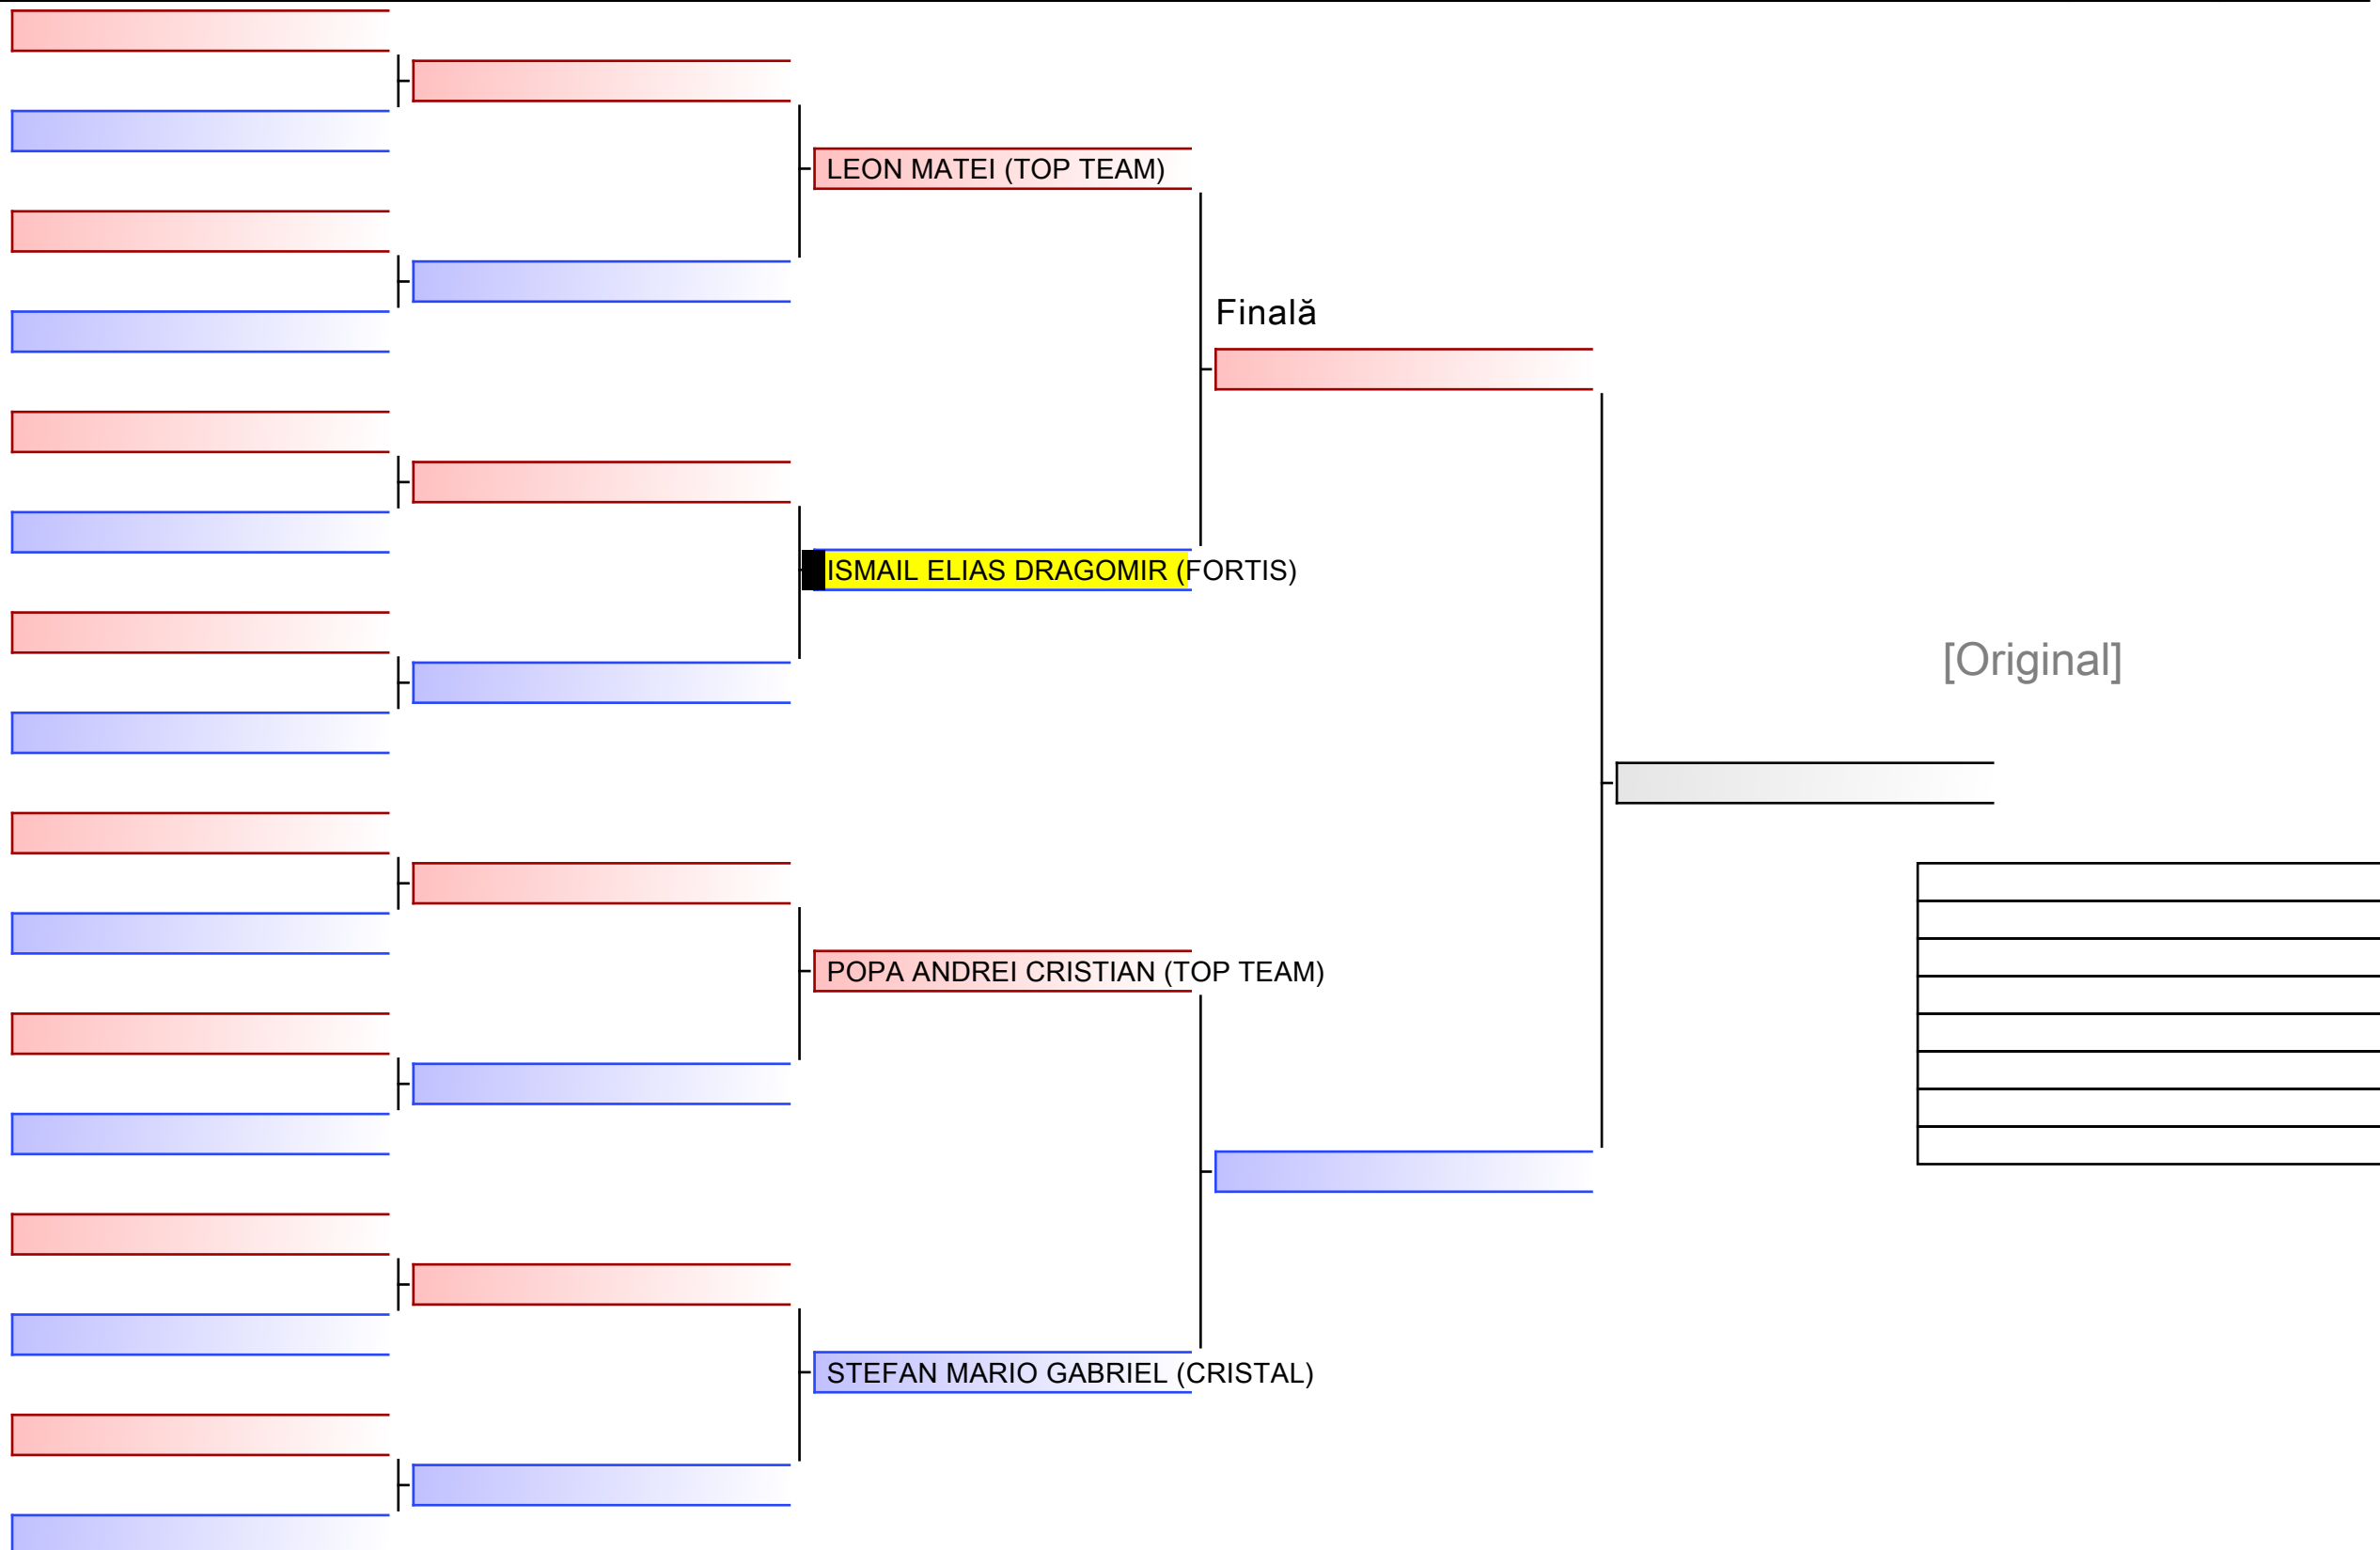 LEON MATEI (TOP TEAM)
Finală
ISMAIL ELIAS DRAGOMIR (FORTIS)
[Original]
POPA ANDREI CRISTIAN (TOP TEAM)
STEFAN MARIO GABRIEL (CRISTAL)